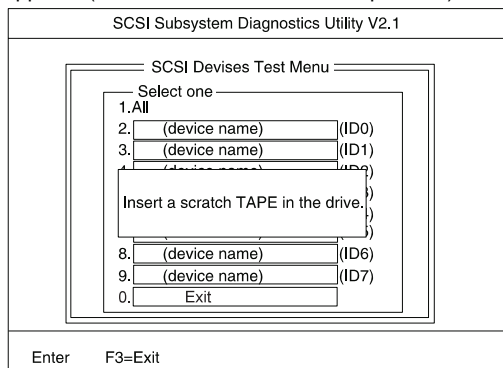 SCSI Subsystem Diagnostics Utility V2.1
SCSI Devises Test Menu
Select one
1.All
2. (device name) (ID0)
3. (device name) (ID1)
Insert a scratch TAPE in the drive.
8. (device name) (ID6)
9. (device name) (ID7)
0. Exit
Enter F3=Exit